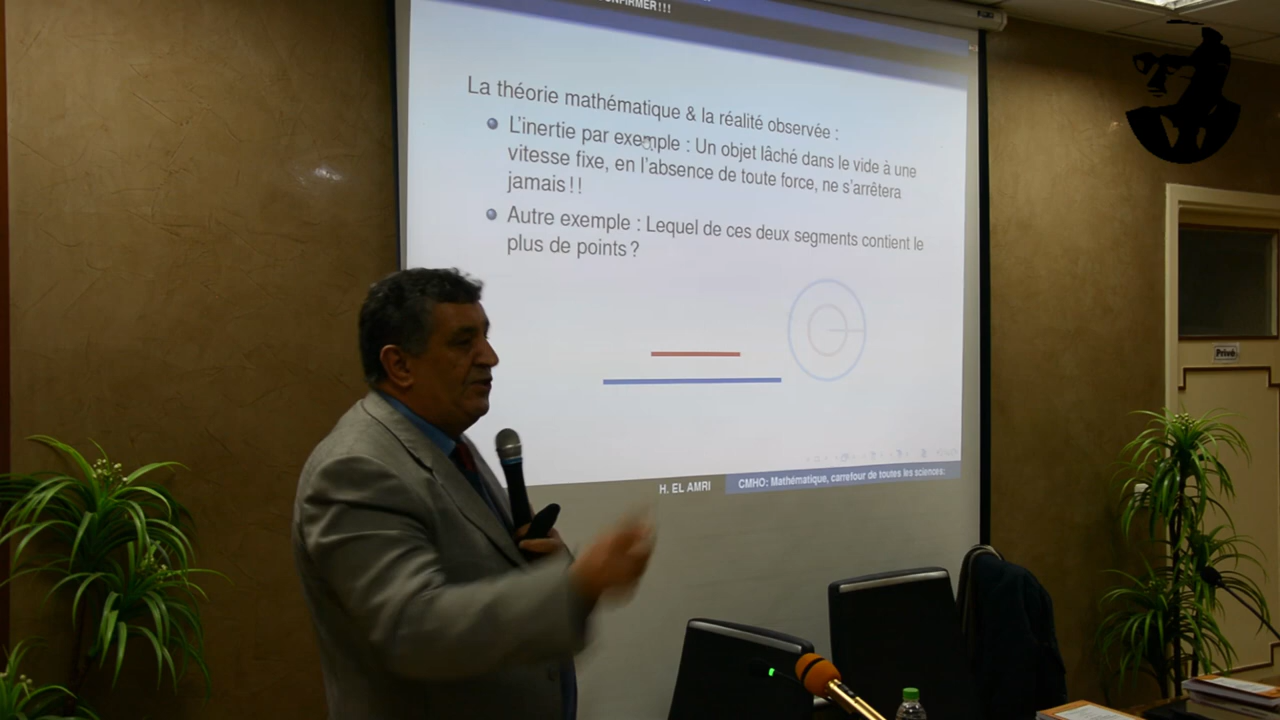 ONFIRMER!!!
La théorie mathématique & la réalité observée :
L'inertie par exemple : Un objet lâché dans le vide à une
vitesse fixe, en l'absence de toute force, ne s'arrêtera
jamais!!
Autre exemple : Lequel de ces deux segments contient le
plus de points?
H. EL AMRI
CMHO: Mathématique, carrefour de toutes les sciences:
Privé